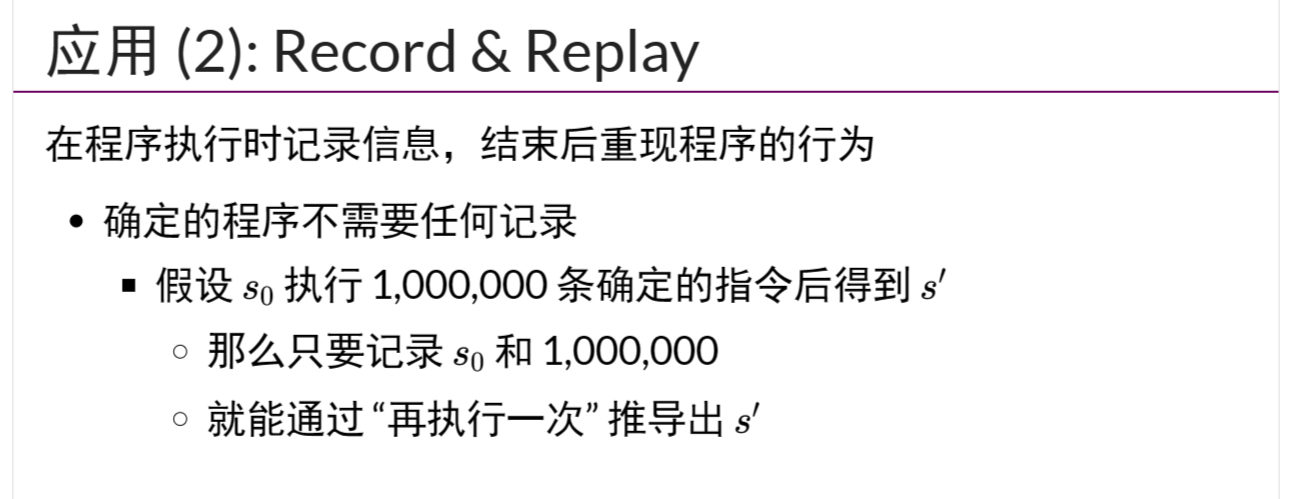 应用 (2): Record & Replay
在程序执行时记录信息，结束后重现程序的行为
确定的程序不需要任何记录
假设 s₀ 执行 1,000,000 条确定的指令后得到 s′
那么只要记录 s₀ 和 1,000,000
就能通过 “再执行一次” 推导出 s′